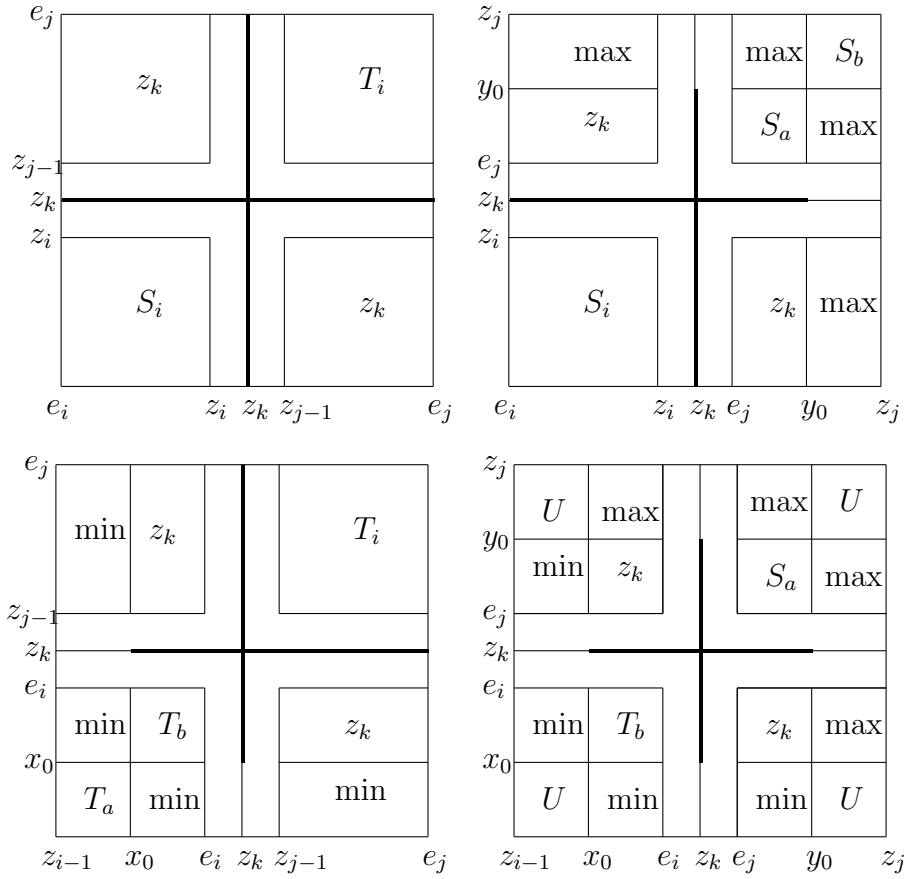 e_j z_k T_i
z_{j-1}
z_k
z_i
S_i z_k
e_i z_i z_k z_{j-1} e_j
z_j max max S_b
y_0
z_k S_a max
e_j
z_k
z_i
S_i z_k max
e_i z_i z_k e_j y_0 z_j
e_j
min z_k T_i
z_{j-1}
z_k
e_i
min T_b z_k
x_0
T_a min min
z_{i-1} x_0 e_i z_k z_{j-1} e_j
z_j
U max max U
y_0
min z_k S_a max
e_j
z_k
e_i
min T_b z_k max
x_0
U min min U
z_{i-1} x_0 e_i z_k e_j y_0 z_j